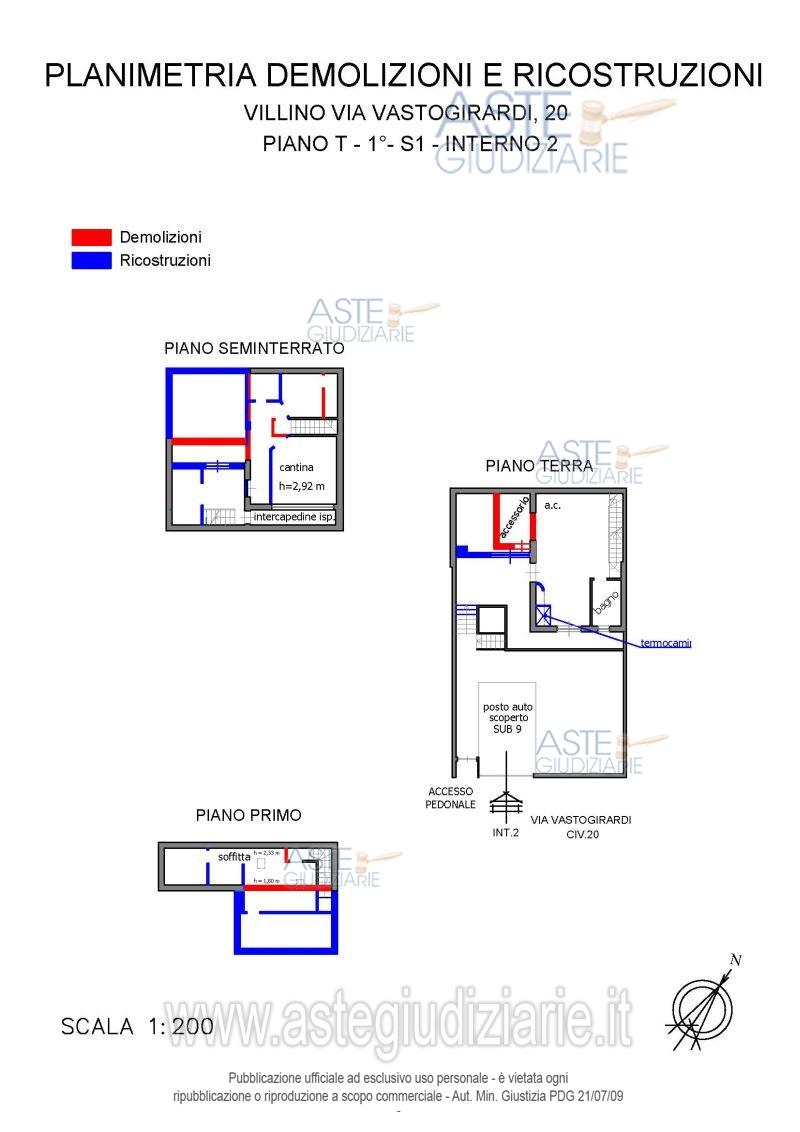 PLANIMETRIA DEMOLIZIONI E RICOSTRUZIONI
VILLINO VIA VASTOGIRARDI, 20
PIANO T - 1°- S1 - INTERNO 2
ASTE
GIUDIZIARIE
Demolizioni
Ricostruzioni
ASTE
GIUDIZIARIE
PIANO SEMINTERRATO
cantina
h=2,92 m
intercapedine isp.
ASTE
GIUDIZIARIE
PIANO TERRA
accessorio
a.c.
bagno
termocamin
posto auto
scoperto
SUB 9
ASTE
GIUDIZIARIE
ACCESSO
PEDONALE
INT.2
VIA VASTOGIRARDI
CIV.20
PIANO PRIMO
soffitta
h = 2,33 m
h = 1,80 m
ASTE
GIUDIZIARIE
N
SCALA 1: 200
www.astegiudiziarie.it
Pubblicazione ufficiale ad esclusivo uso personale - è vietata ogni
ripubblicazione o riproduzione a scopo commerciale - Aut. Min. Giustizia PDG 21/07/09
-